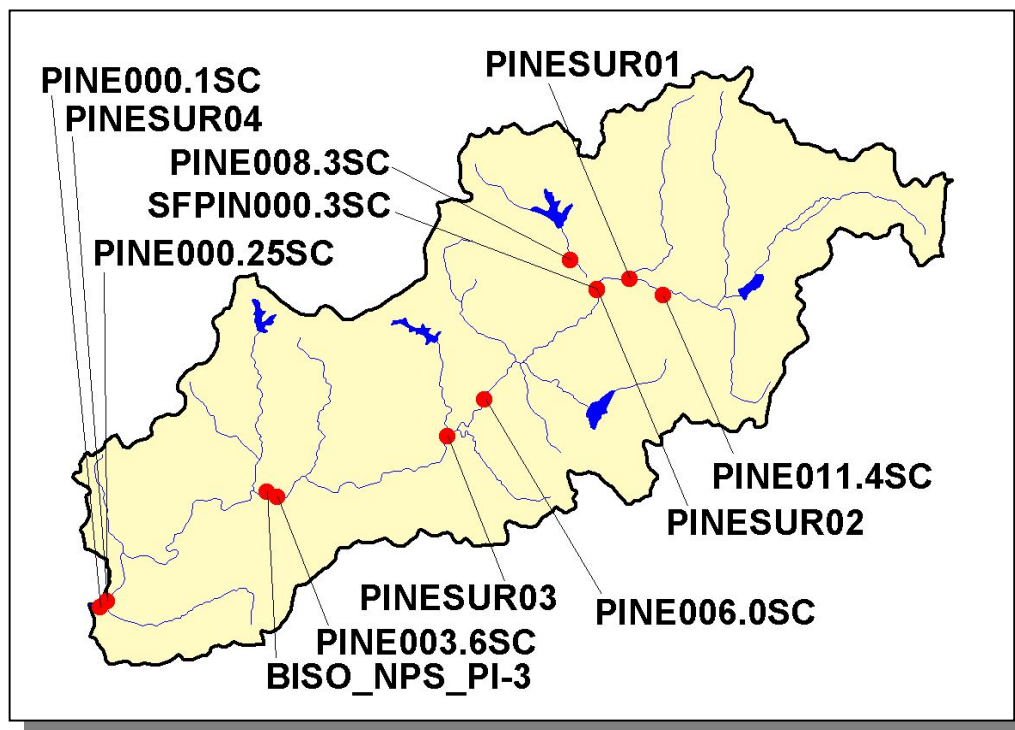 PINESUR01
PINE000.1SC
PINESUR04
PINE008.3SC
SFPIN000.3SC
PINE000.25SC
PINE011.4SC
PINESUR02
PINESUR03
PINE006.0SC
PINE003.6SC
BISO_NPS_PI-3